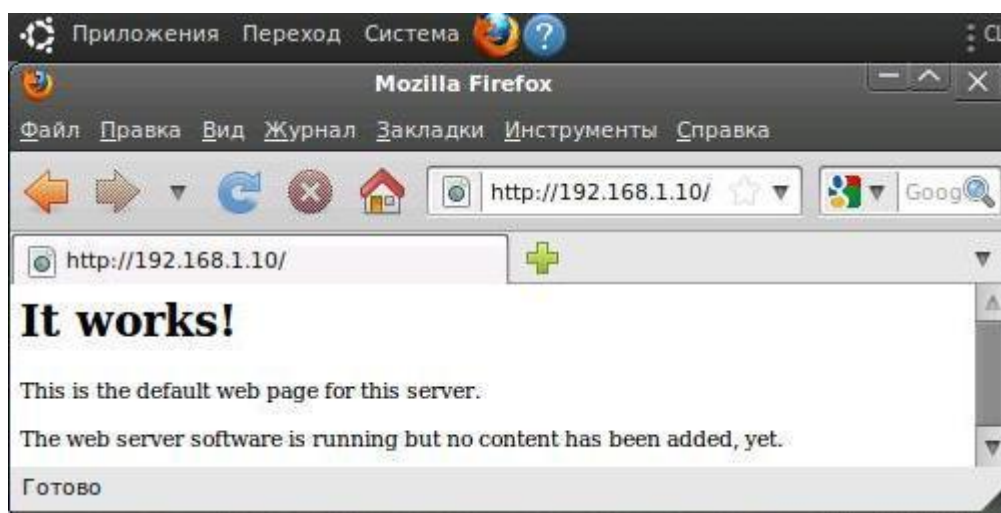 Приложения Переход Система ?
Mozilla Firefox
Файл Правка Вид Журнал Закладки Инструменты Справка
http://192.168.1.10/ Goog
http://192.168.1.10/
It works!
This is the default web page for this server.
The web server software is running but no content has been added, yet.
Готово